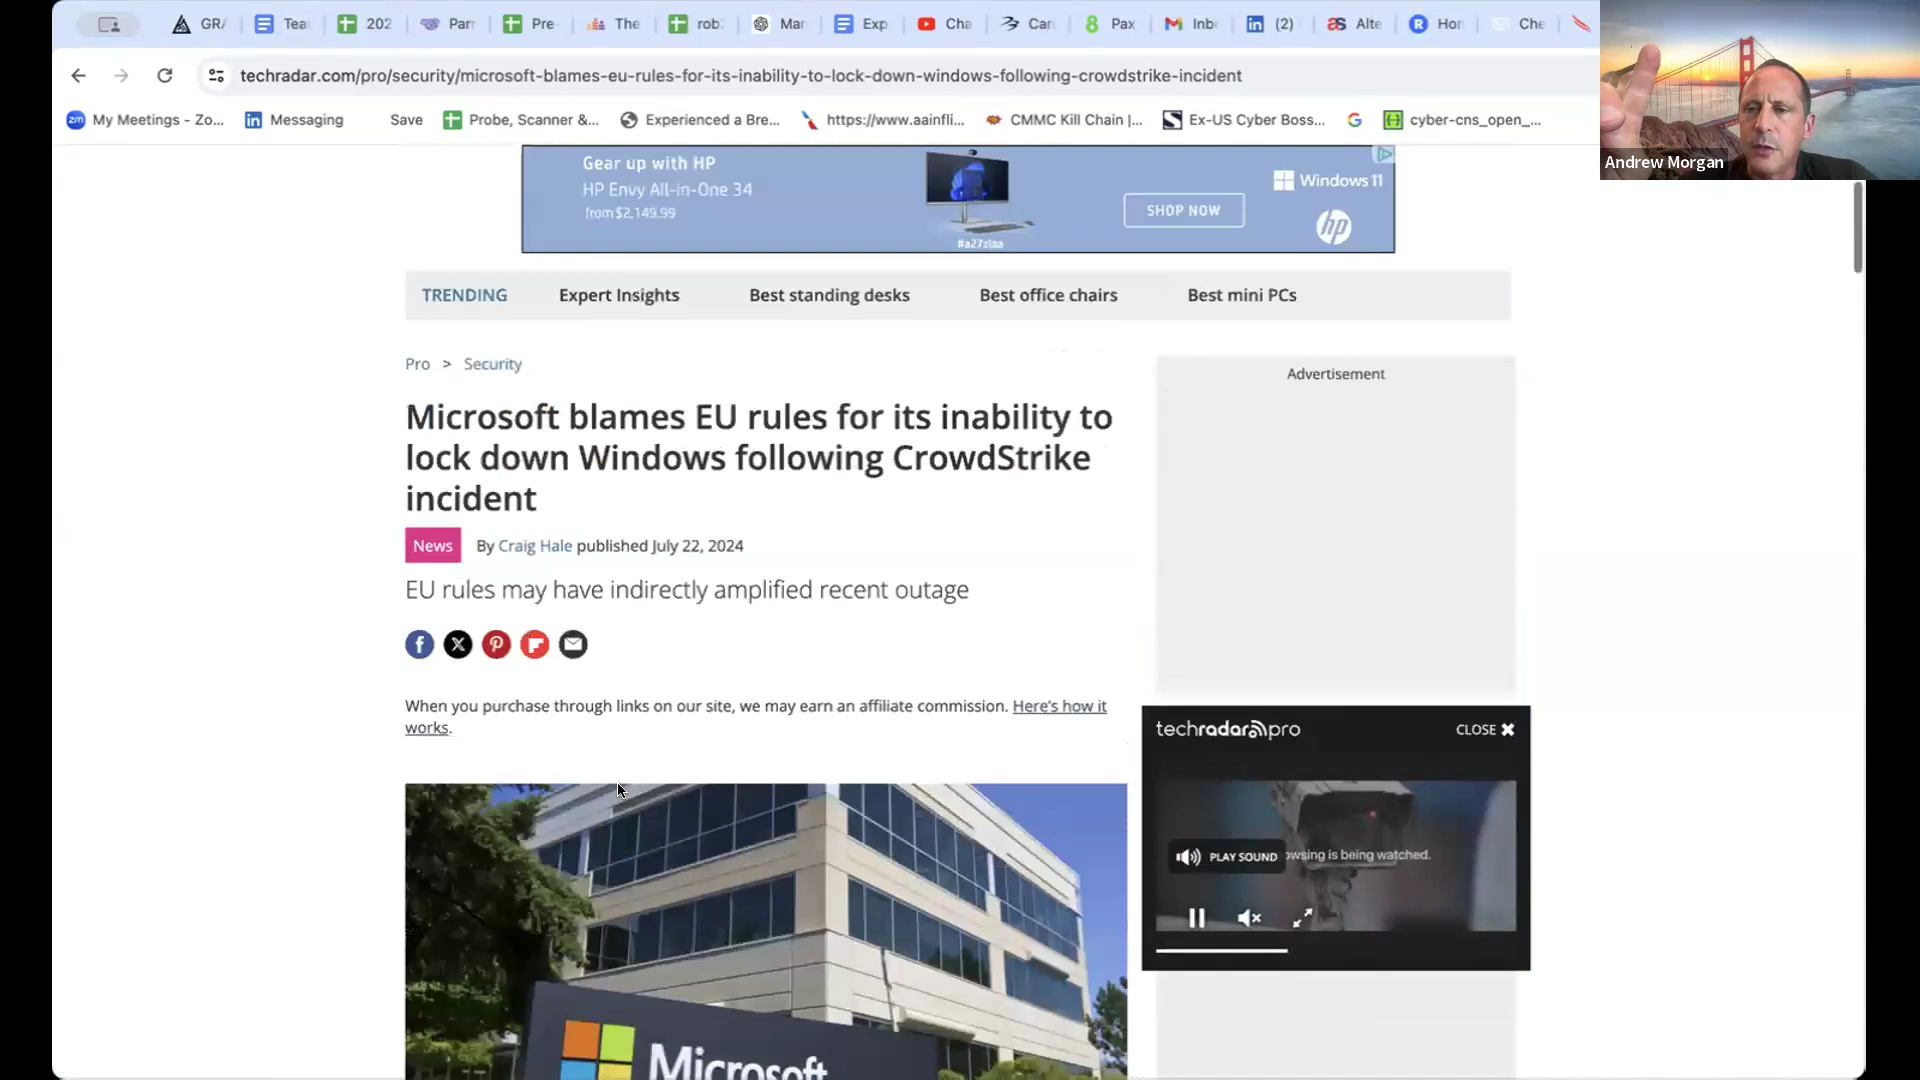 GRA
Tea
202
Parr
Pre
The
rob
Mar
Exp
Cha
Car
Pax
Inb
(2)
Alte
Hor
Che
techradar.com/pro/security/microsoft-blames-eu-rules-for-its-inability-to-lock-down-windows-following-crowdstrike-incident
zm My Meetings - Zo...
Messaging
Save
Probe, Scanner &...
Experienced a Bre...
https://www.aainfli...
CMMC Kill Chain |...
Ex-US Cyber Boss...
cyber-cns_open_...
Andrew Morgan
Gear up with HP
HP Envy All-in-One 34
from $2,149.99
#a27zlaa
SHOP NOW
Windows 11
hp
TRENDING
Expert Insights
Best standing desks
Best office chairs
Best mini PCs
Pro > Security
Advertisement
Microsoft blames EU rules for its inability to
lock down Windows following CrowdStrike
incident
News
By Craig Hale published July 22, 2024
EU rules may have indirectly amplified recent outage
When you purchase through links on our site, we may earn an affiliate commission. Here's how it
works.
techradar pro
CLOSE
PLAY SOUND
owsing is being watched.
Microsoft